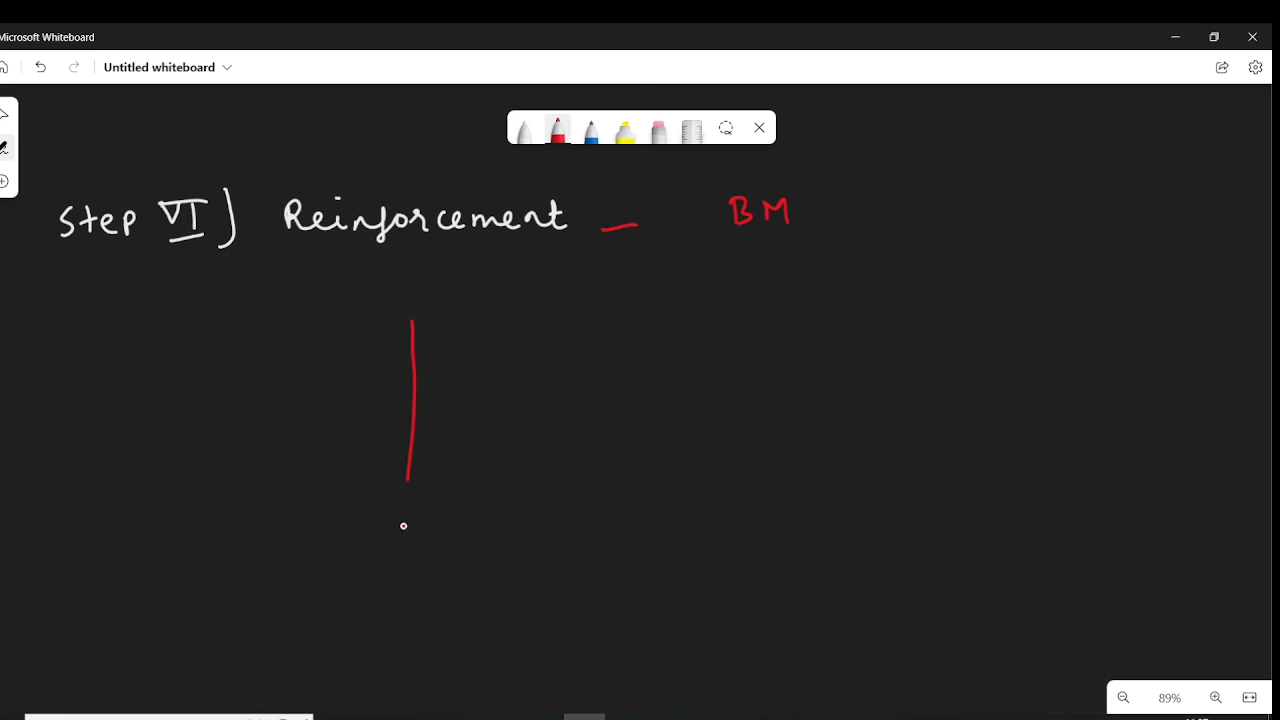 Microsoft Whiteboard
Untitled whiteboard
Step VI) Reinforcement - BM
89%